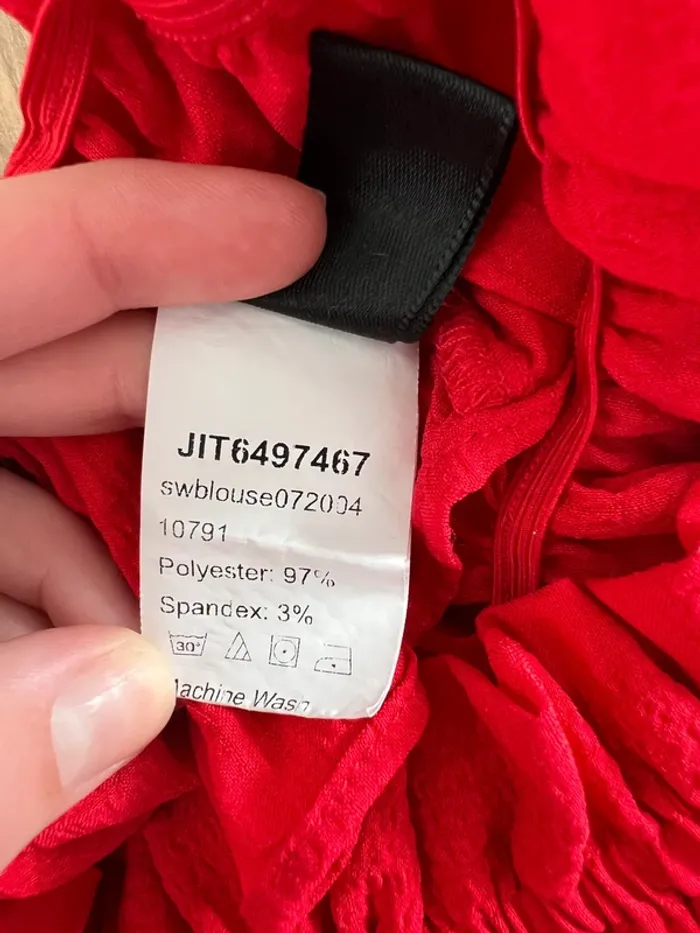 JIT6497467
swblouse072004
10791
Polyester: 97%
Spandex: 3%
30°
Machine Wash